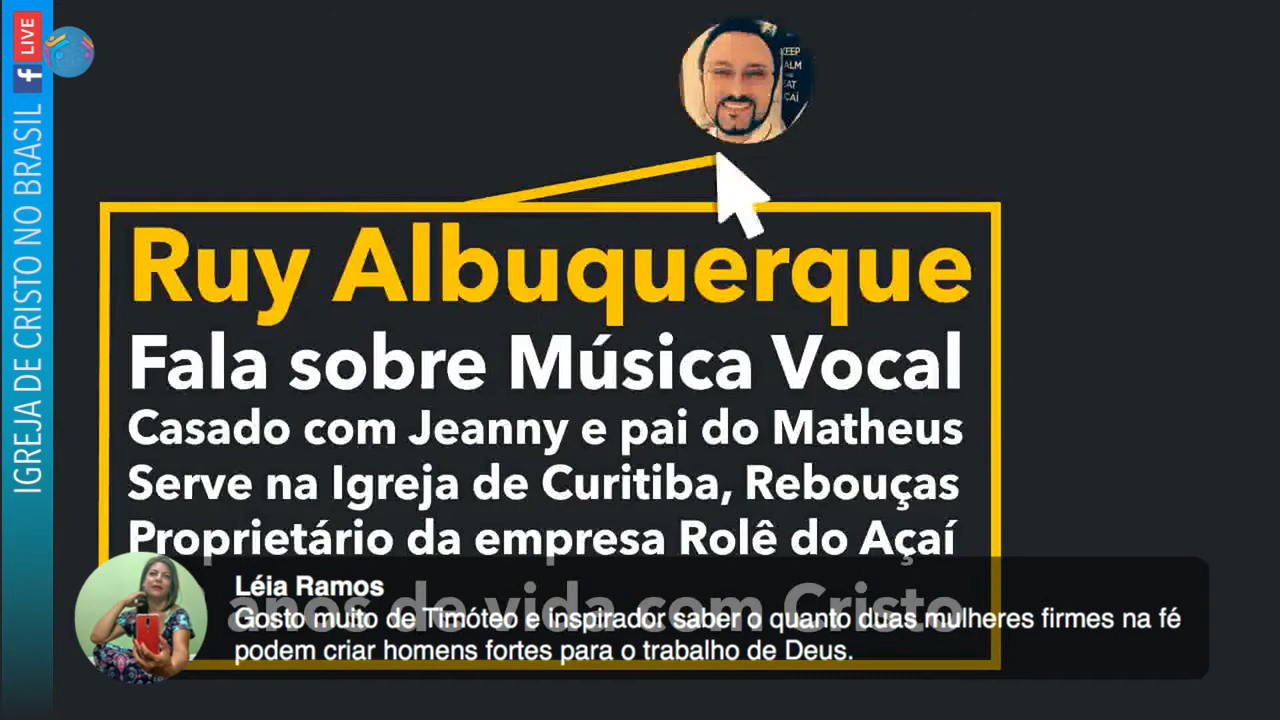 LIVE
IGREJA DE CRISTO NO BRASIL
KEEP
ALM
EAT
ÇAÍ
Ruy Albuquerque
Fala sobre Música Vocal
Casado com Jeanny e pai do Matheus
Serve na Igreja de Curitiba, Rebouças
Proprietário da empresa Rolê do Açaí
anos de vida com Cristo
Léia Ramos
Gosto muito de Timóteo e inspirador saber o quanto duas mulheres firmes na fé
podem criar homens fortes para o trabalho de Deus.